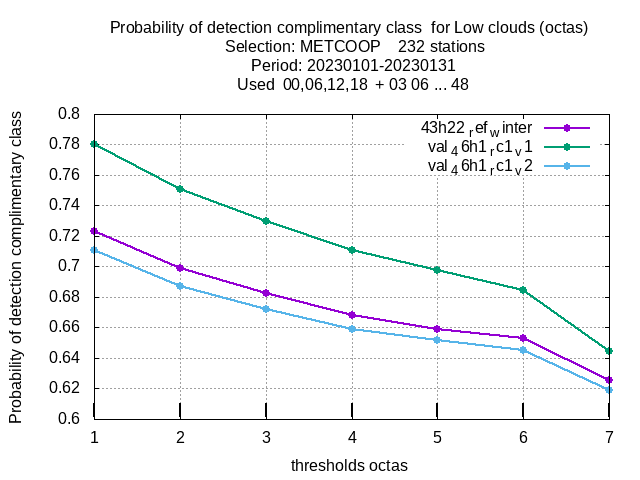 Probability of detection complimentary class  for Low clouds (octas)
Selection: METCOOP    232 stations
Period: 20230101-20230131
Used  00,06,12,18  + 03 06 ... 48
Probability of detection complimentary class
0.8
0.78
0.76
0.74
0.72
0.7
0.68
0.66
0.64
0.62
0.6
43h22refwinter
val46h1rc1v1
val46h1rc1v2
1 2 3 4 5 6 7
thresholds octas